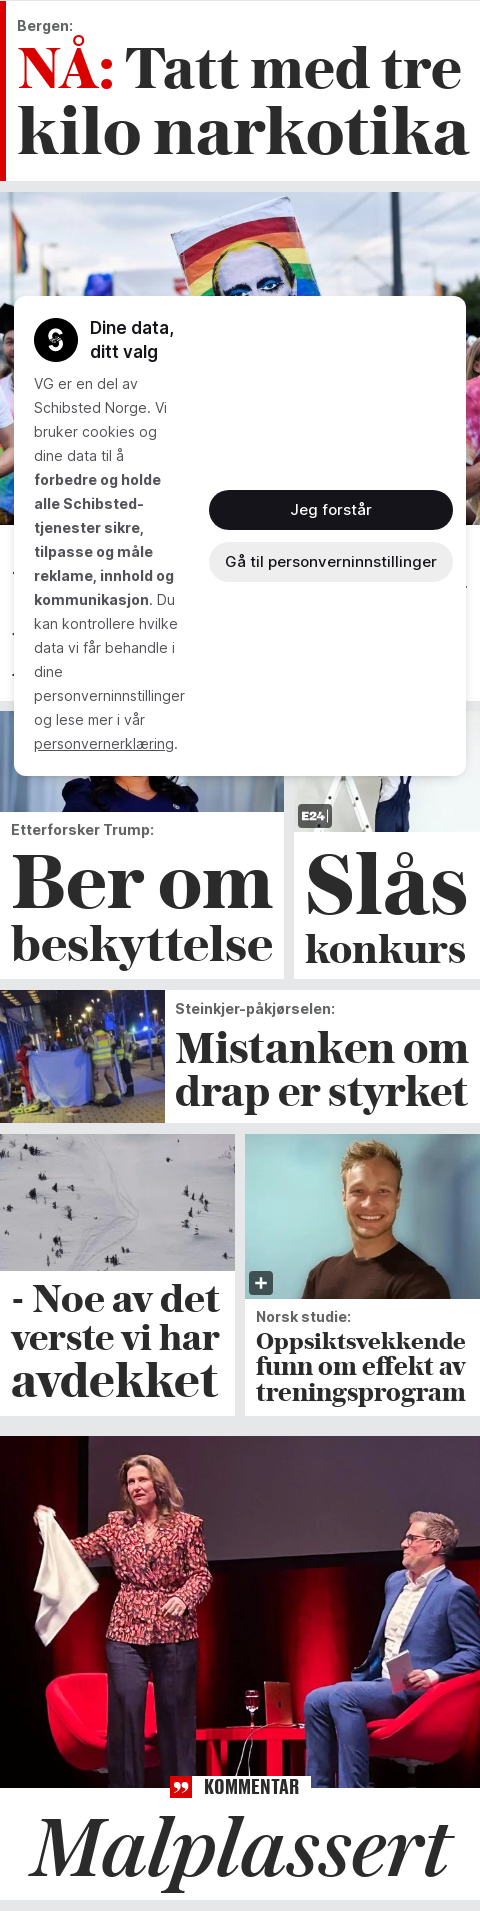 Bergen:
NÅ: Tatt med tre
kilo narkotika
Dine data,
ditt valg
VG er en del av
Schibsted Norge. Vi
bruker cookies og
dine data til å
forbedre og holde
alle Schibsted-
tjenester sikre,
tilpasse og måle
reklame, innhold og
kommunikasjon. Du
kan kontrollere hvilke
data vi får behandle i
dine
personverninnstillinger
og lese mer i vår
personvernerklæring.
Jeg forstår
Gå til personverninnstillinger
Etterforsker Trump:
Ber om
beskyttelse
E24
Slås
konkurs
Steinkjer-påkjørselen:
Mistanken om
drap er styrket
- Noe av det
verste vi har
avdekket
Norsk studie:
Oppsiktsvekkende
funn om effekt av
treningsprogram
KOMMENTAR
Malplassert